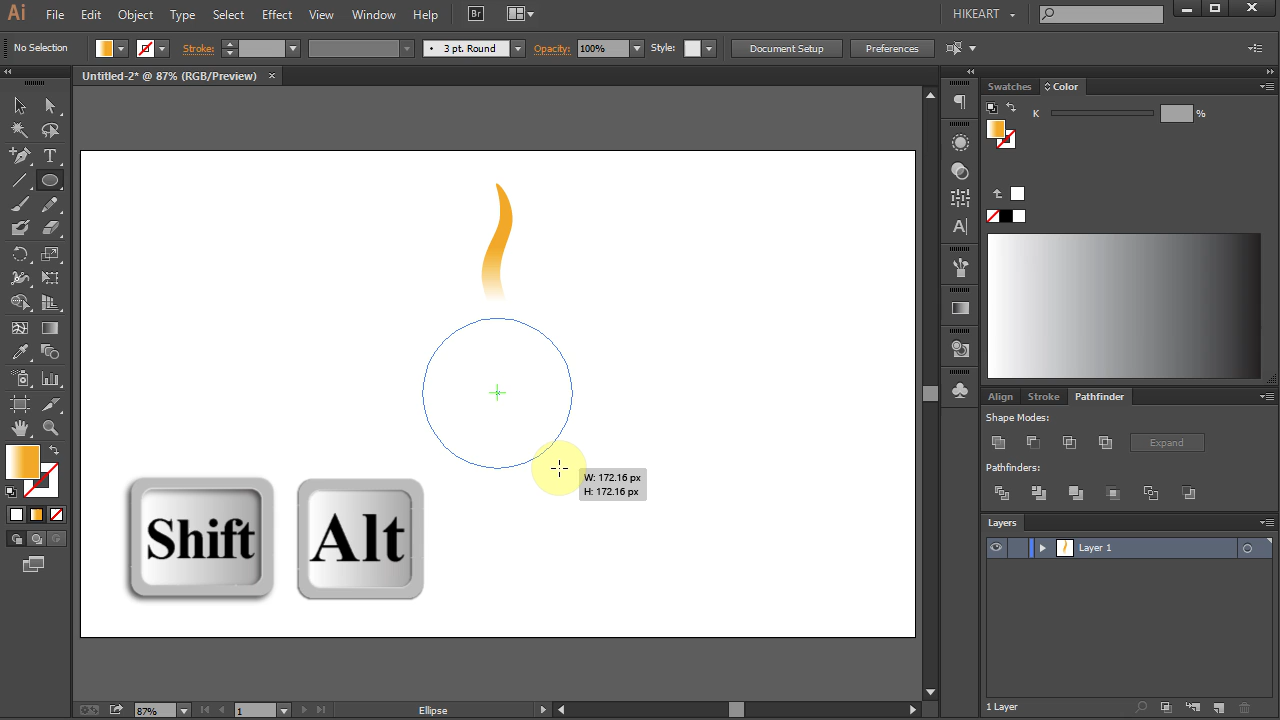 Ai File Edit Object Type Select Effect View Window Help Br HIKEART
No Selection Stroke: 3 pt. Round Opacity: 100% Style: Document Setup Preferences
Untitled-2* @ 87% (RGB/Preview)
Swatches Color
K %
W: 172.16 px
H: 172.16 px
Shift Alt
Align Stroke Pathfinder
Shape Modes:
Expand
Pathfinders:
Layers
Layer 1
1 Layer
87% 1 Ellipse